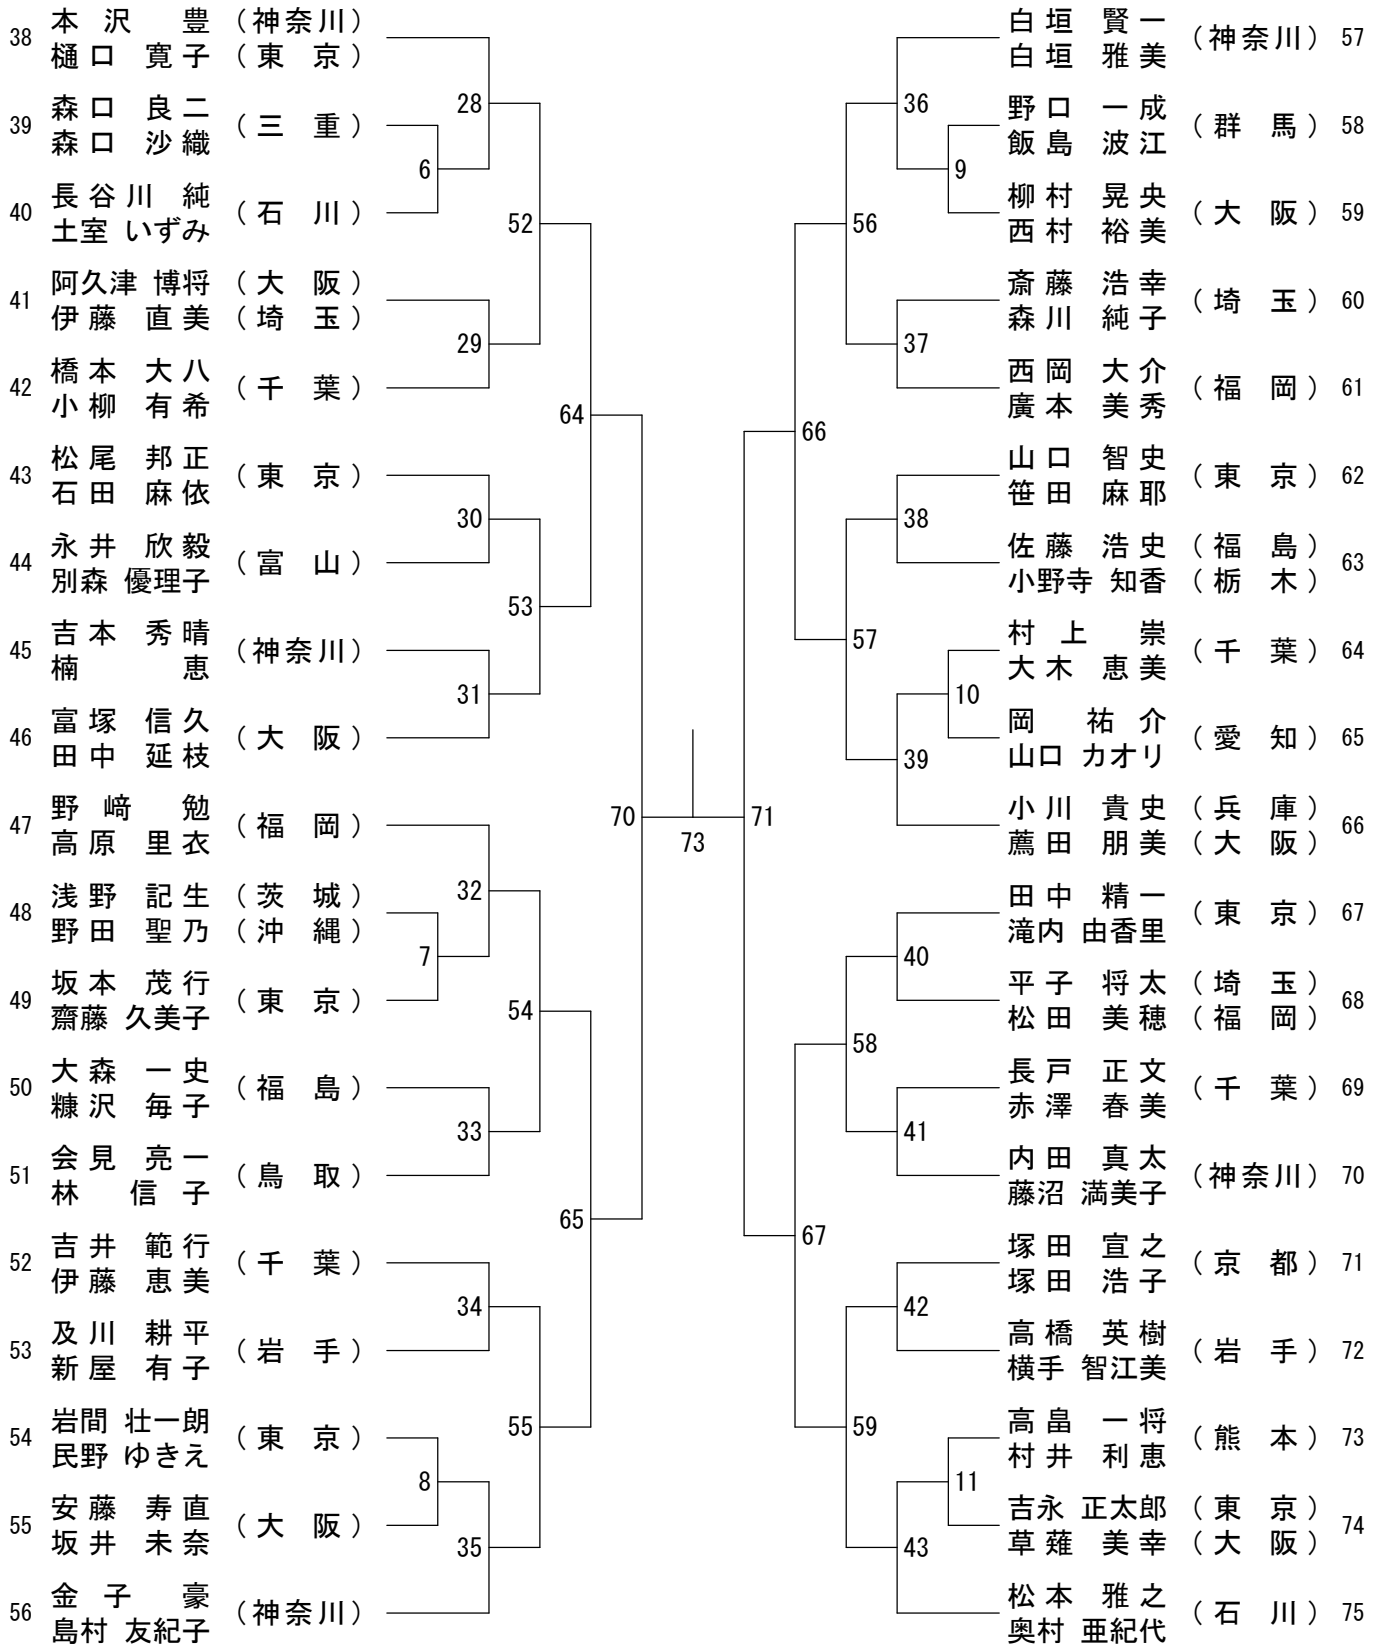 38 本沢 豊 (神奈川)
樋口 寛子 (東京)
39 森口 良二 (三重)
森口 沙織
40 長谷川 純 (石川)
土室 いずみ
41 阿久津 博将 (大阪)
伊藤 直美 (埼玉)
42 橋本 大八 (千葉)
小柳 有希
43 松尾 邦正 (東京)
石田 麻依
44 永井 欣毅 (富山)
別森 優理子
45 吉本 秀晴 (神奈川)
楠 恵
46 富塚 信久 (大阪)
田中 延枝
47 野﨑 勉 (福岡)
高原 里衣
48 浅野 記生 (茨城)
野田 聖乃 (沖縄)
49 坂本 茂行 (東京)
齋藤 久美子
50 大森 一史 (福島)
糠沢 毎子
51 会見 亮一 (鳥取)
林 信子
52 吉井 範行 (千葉)
伊藤 恵美
53 及川 耕平 (岩手)
新屋 有子
54 岩間 壮一朗 (東京)
民野 ゆきえ
55 安藤 寿直 (大阪)
坂井 未奈
56 金子 豪 (神奈川)
島村 友紀子
28
6
52
29
64
30
53
31
70
32
7
54
33
65
34
55
8
35
73
71
36
9
56
37
66
38
57
10
39
40
58
41
67
42
59
11
43
白垣 賢一 (神奈川) 57
白垣 雅美
野口 一成 (群馬) 58
飯島 波江
柳村 晃央 (大阪) 59
西村 裕美
斎藤 浩幸 (埼玉) 60
森川 純子
西岡 大介 (福岡) 61
廣本 美秀
山口 智史 (東京) 62
笹田 麻耶
佐藤 浩史 (福島) 63
小野寺 知香 (栃木)
村上 崇 (千葉) 64
大木 恵美
岡 祐介 (愛知) 65
山口 カオリ
小川 貴史 (兵庫) 66
薦田 朋美 (大阪)
田中 精一 (東京) 67
滝内 由香里
平子 将太 (埼玉) 68
松田 美穂 (福岡)
長戸 正文 (千葉) 69
赤澤 春美
内田 真太 (神奈川) 70
藤沼 満美子
塚田 宣之 (京都) 71
塚田 浩子
高橋 英樹 (岩手) 72
横手 智江美
高畠 一将 (熊本) 73
村井 利恵
吉永 正太郎 (東京) 74
草薙 美幸 (大阪)
松本 雅之 (石川) 75
奥村 亜紀代